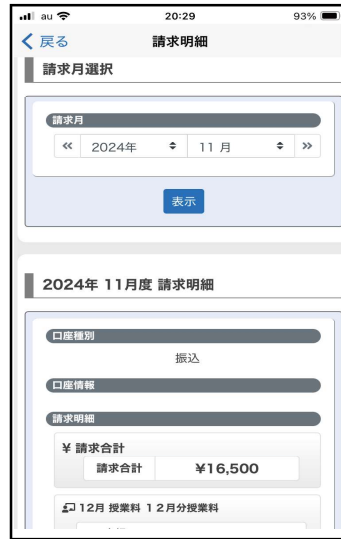 au 20:29 93%
戻る 請求明細
請求月選択
請求月
<< 2024年 11 月 >>
表示
2024年 11月度 請求明細
口座種別
振込
口座情報
請求明細
¥ 請求合計
請求合計 ¥16,500
12月 授業料 1 2月分授業料